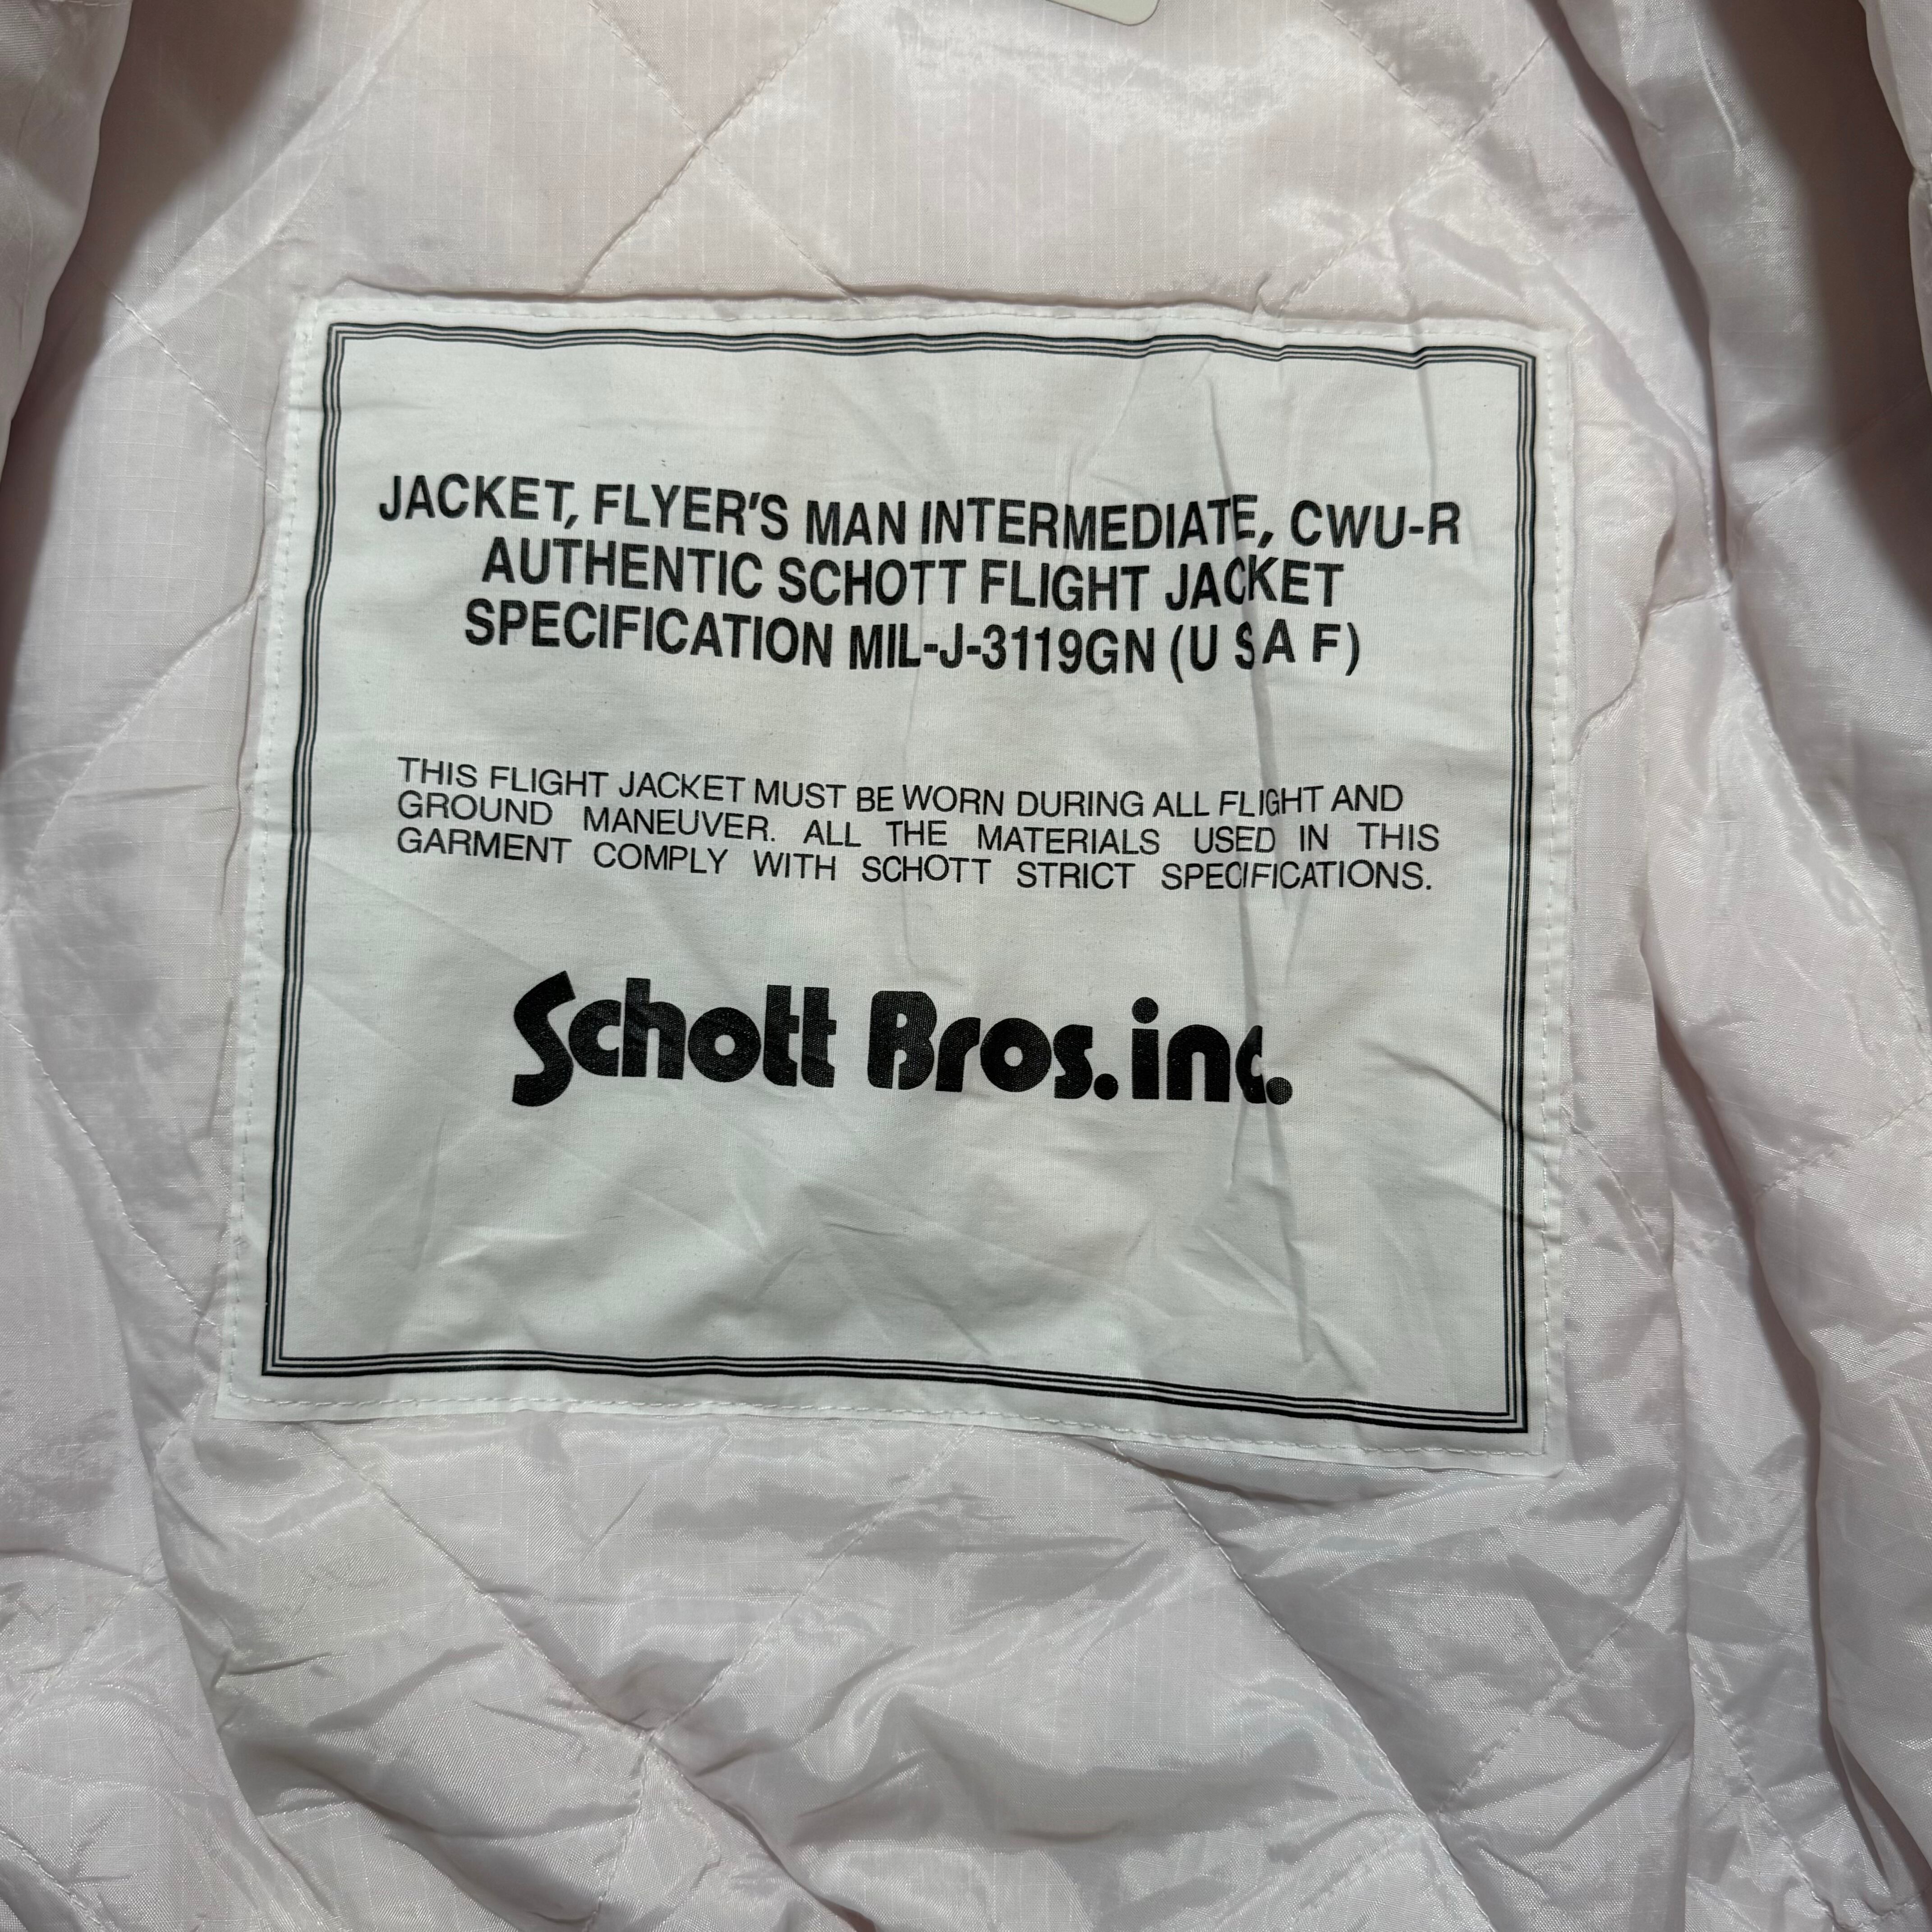 JACKET, FLYER'S MAN INTERMEDIATE, CWU-R
AUTHENTIC SCHOTT FLIGHT JACKET
SPECIFICATION MIL-J-3119GN (U S A F)
THIS FLIGHT JACKET MUST BE WORN DURING ALL FLIGHT AND
GROUND MANEUVER. ALL THE MATERIALS USED IN THIS
GARMENT COMPLY WITH SCHOTT STRICT SPECIFICATIONS.
Schott Bros. inc.